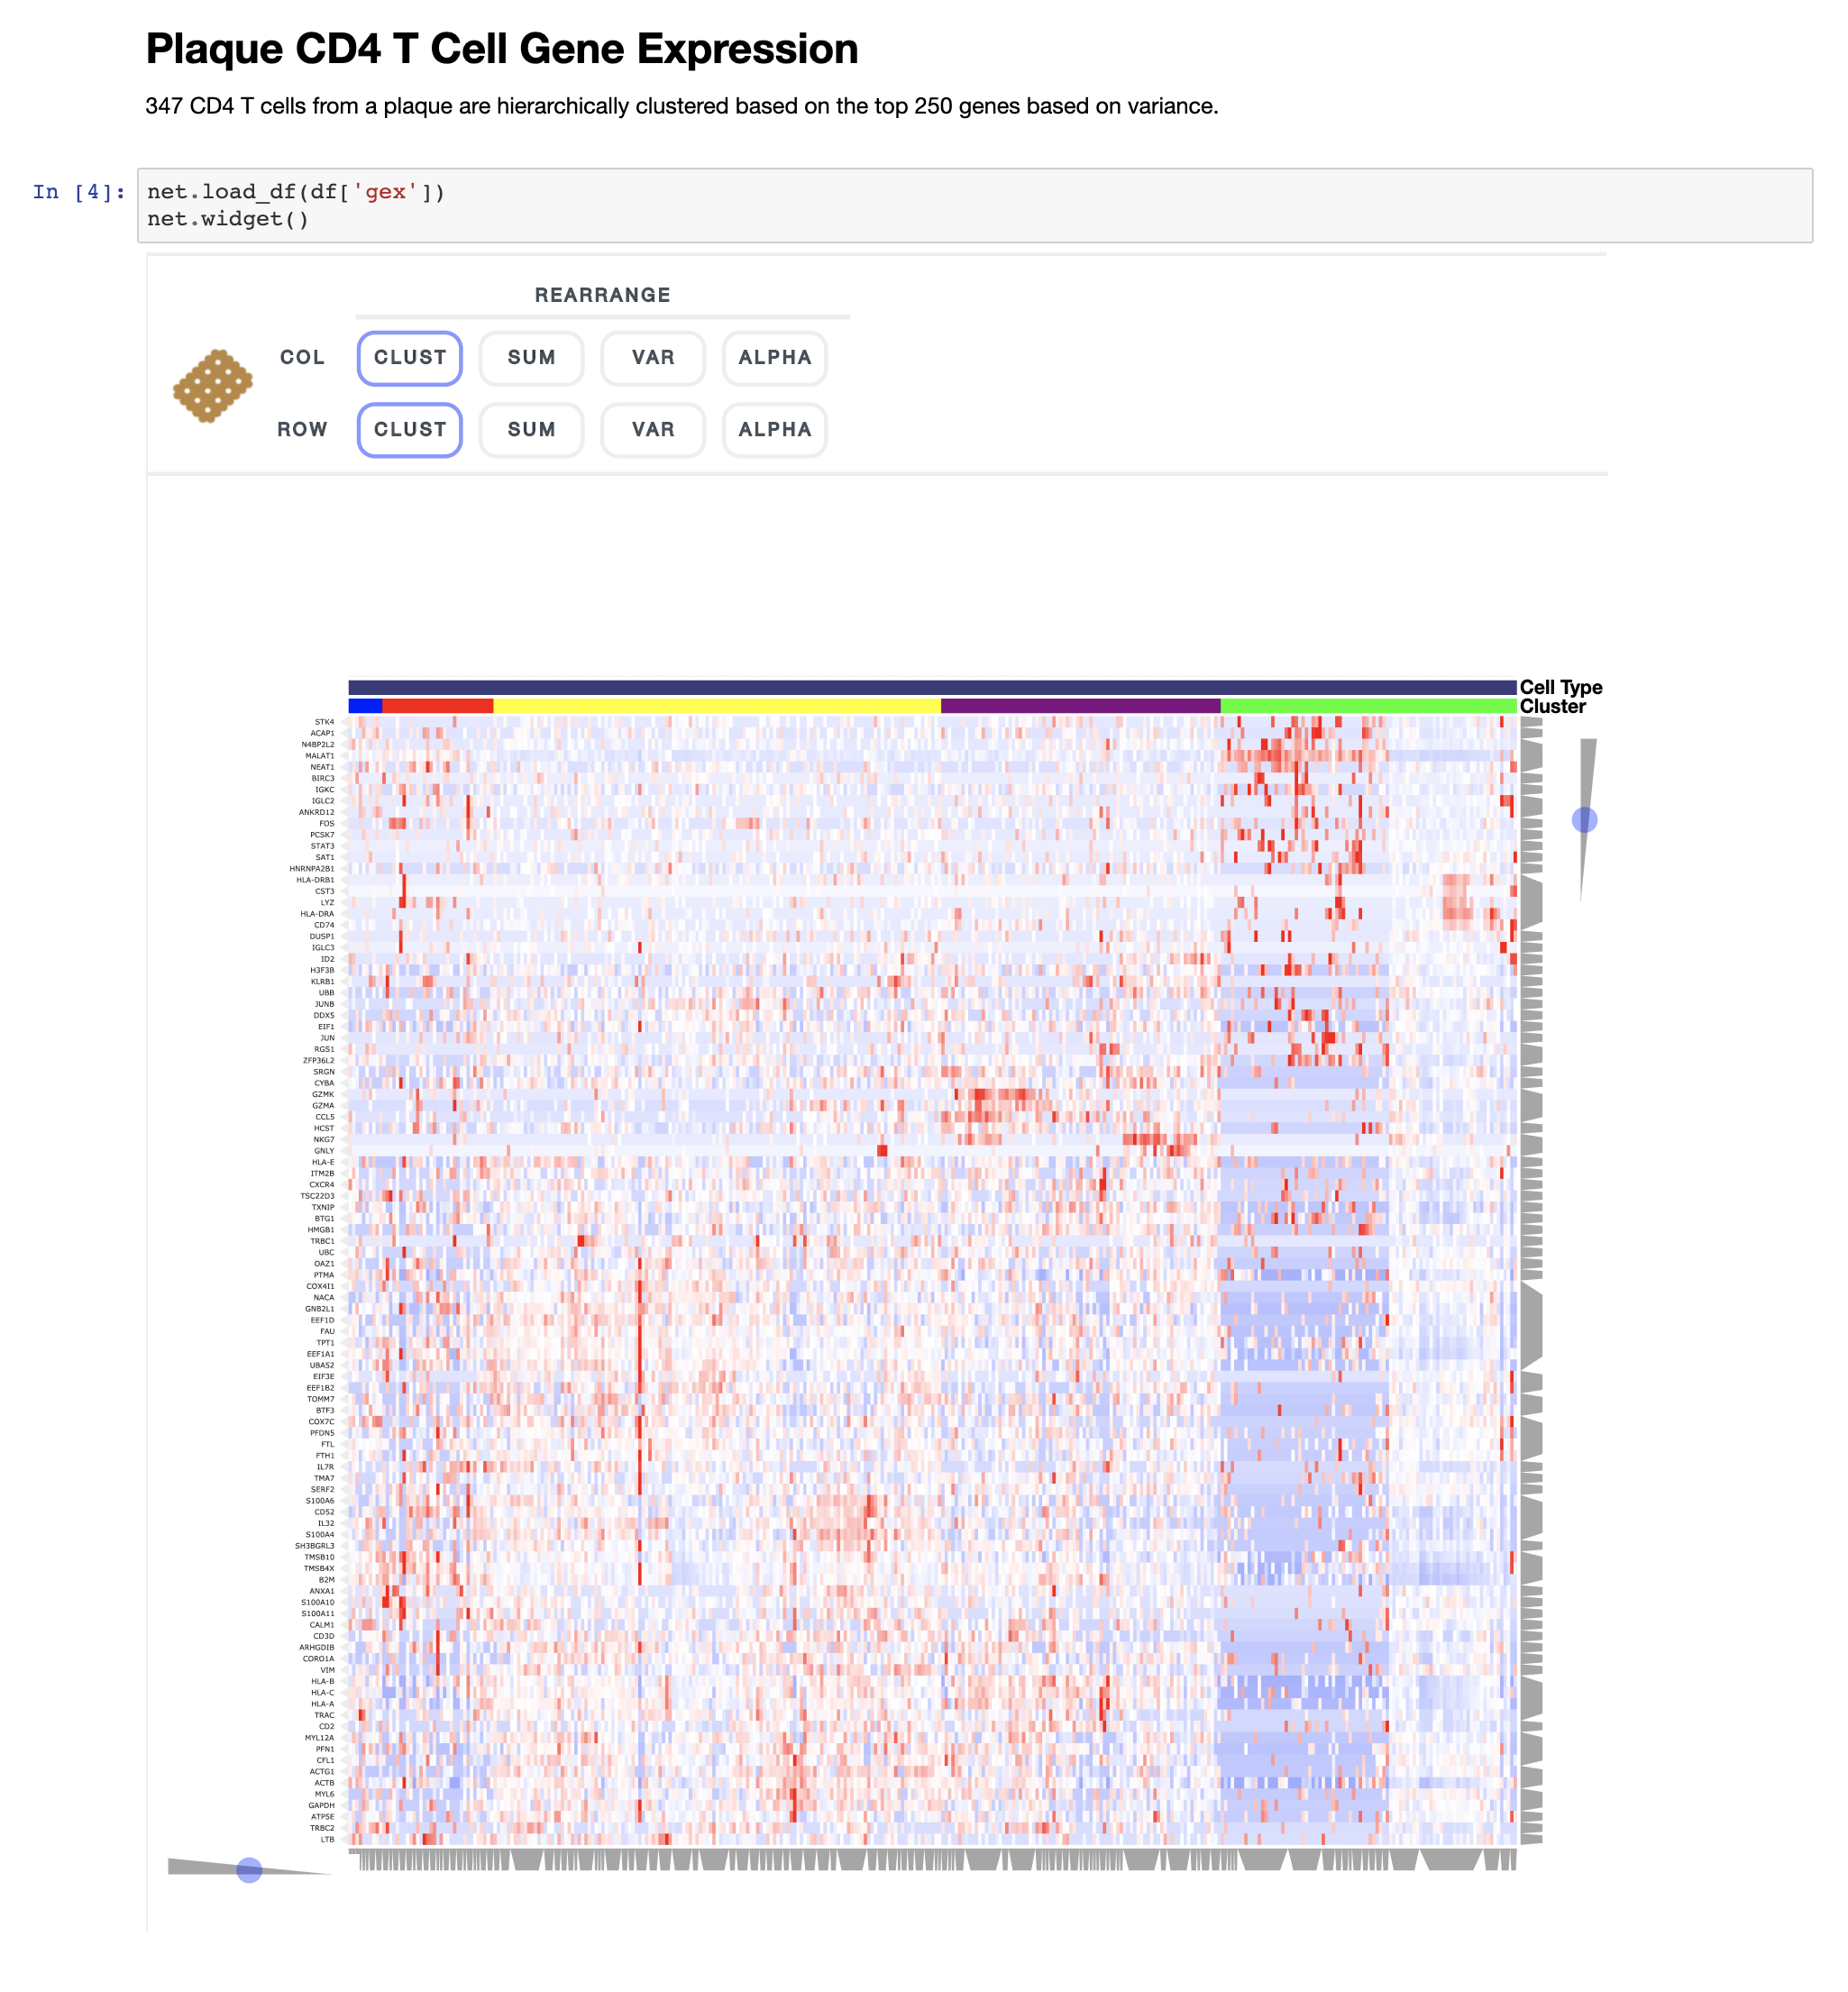 Plaque CD4 T Cell Gene Expression
347 CD4 T cells from a plaque are hierarchically clustered based on the top 250 genes based on variance.
In [4]: net.load_df(df['gex'])
net.widget()
REARRANGE
COL CLUST SUM VAR ALPHA
ROW CLUST SUM VAR ALPHA
Cell Type
Cluster
STK4
ACAP1
N4BP2L2
MALAT1
NEAT1
BIRC3
IGKC
IGLC2
ANKRD12
FOS
PCSK7
STAT3
SAT1
HNRNPA2B1
HLA-DRB1
CST3
LYZ
HLA-DRA
CD74
DUSP1
IGLC3
ID2
H3F3B
KLRB1
UBB
JUNB
DDX5
EIF1
JUN
RGS1
ZFP36L2
SRGN
CYBA
GZMK
GZMA
CCL5
HCST
NKG7
GNLY
HLA-E
ITM2B
CXCR4
TSC22D3
TXNIP
BTG1
HMGB1
TRBC1
UBC
OAZ1
PTMA
COX4I1
NACA
GNB2L1
EEF1D
FAU
TPT1
EEF1A1
UBA52
EIF3E
EEF1B2
TOMM7
BTF3
COX7C
PFDN5
FTL
FTH1
IL7R
TMA7
SERF2
S100A6
CD52
IL32
S100A4
SH3BGRL3
TMSB10
TMSB4X
B2M
ANXA1
S100A10
S100A11
CALM1
CD3D
ARHGDIB
CORO1A
VIM
HLA-B
HLA-C
HLA-A
TRAC
CD2
MYL12A
PFN1
CFL1
ACTG1
ACTB
MYL6
GAPDH
ATP5E
TRBC2
LTB